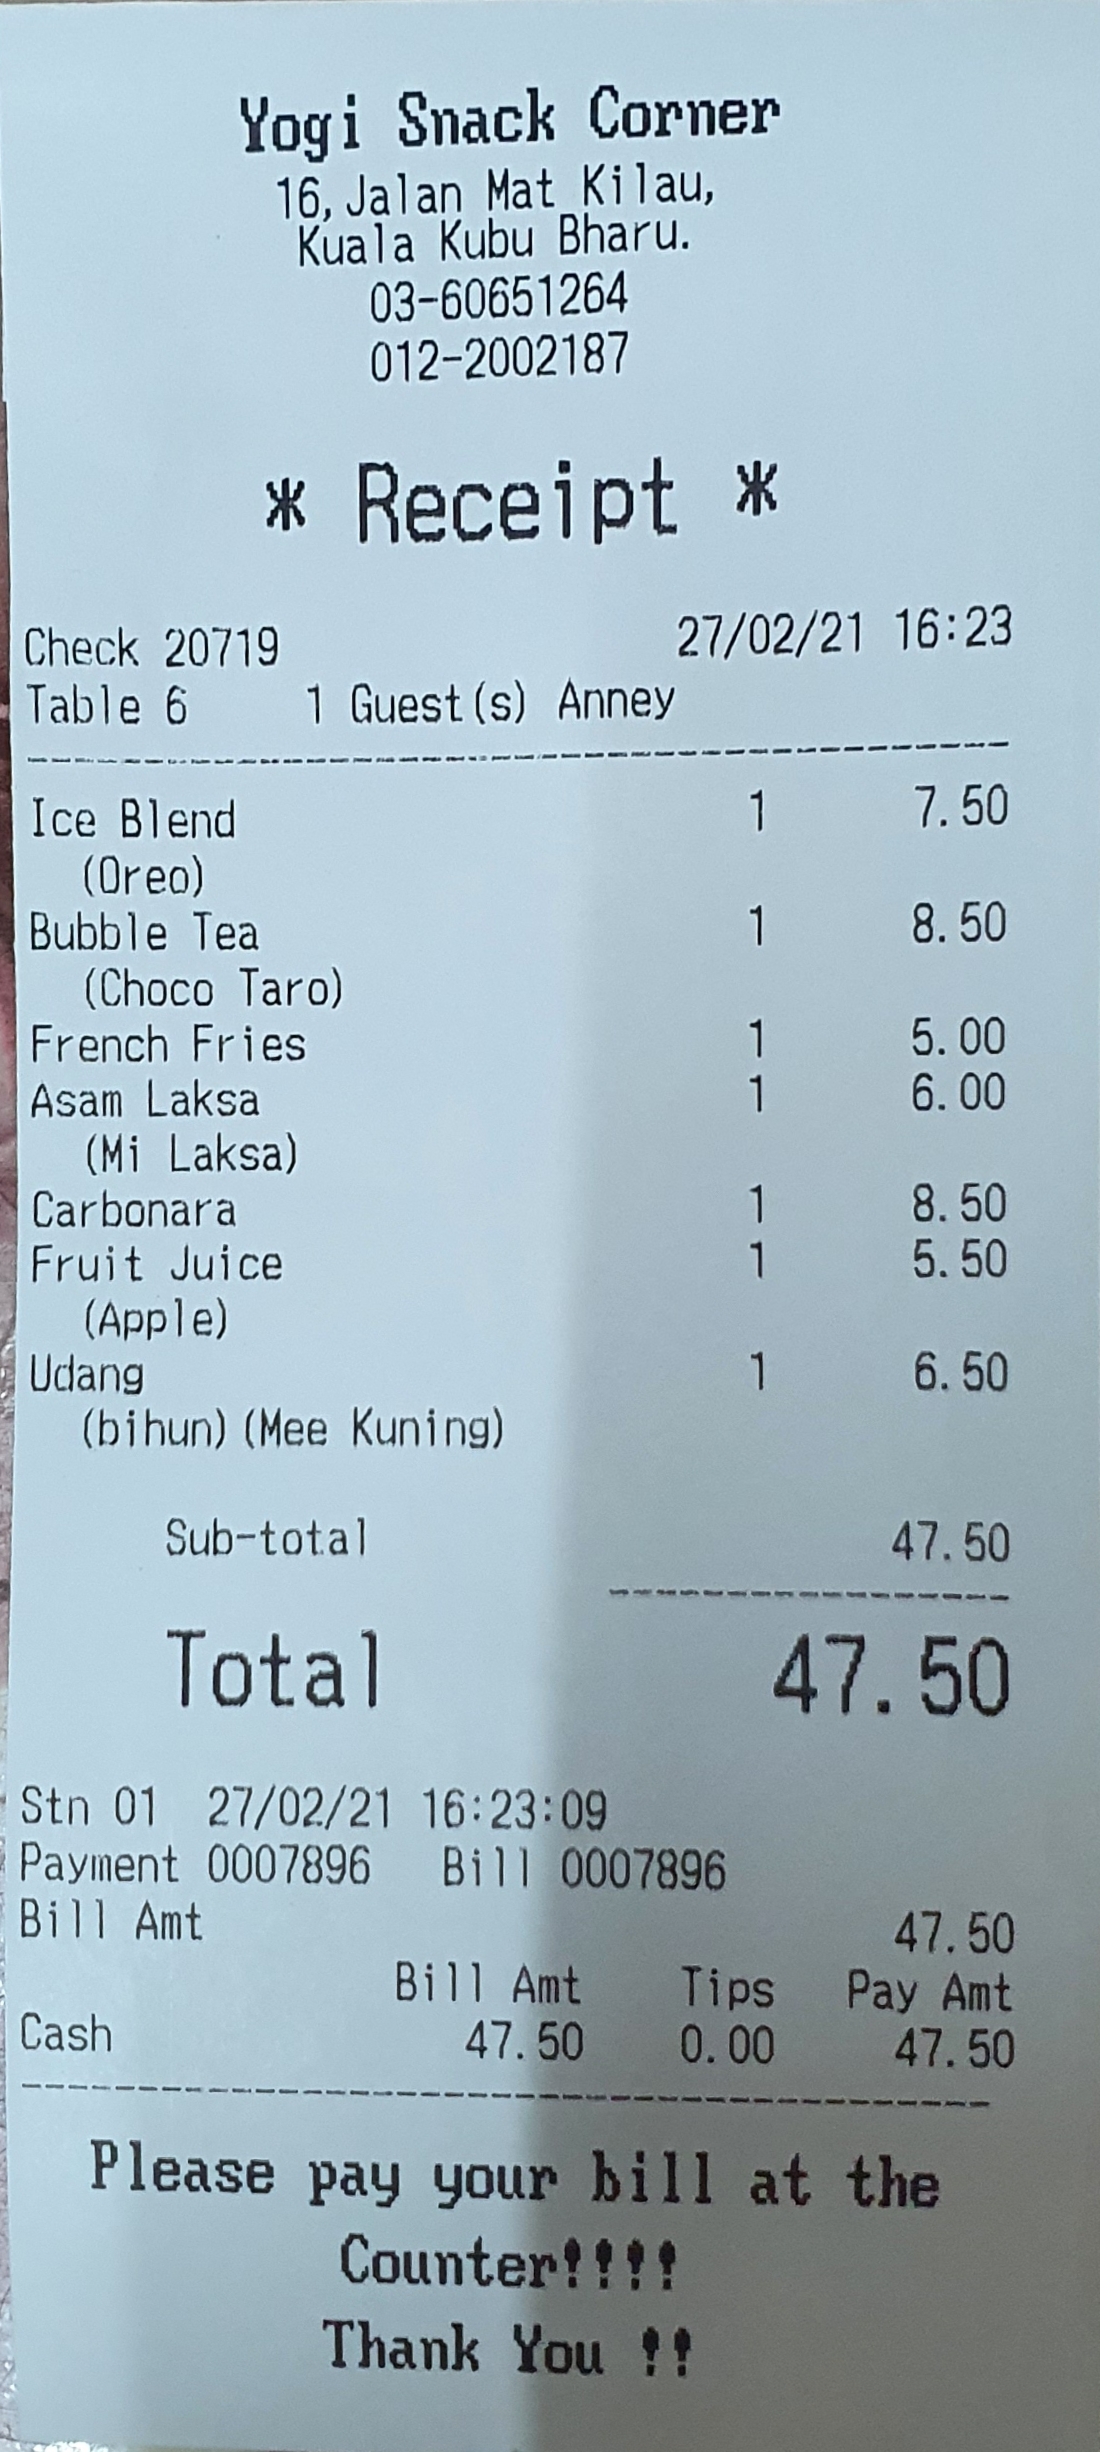 Yogi Snack Corner
16, Jalan Mat Kilau,
Kuala Kubu Bharu.
03-60651264
012-2002187
* Receipt *
Check 20719 27/02/21 16:23
Table 6 1 Guest(s) Anney
Ice Blend 1 7.50
(Oreo)
Bubble Tea 1 8.50
(Choco Taro)
French Fries 1 5.00
Asam Laksa 1 6.00
(Mi Laksa)
Carbonara 1 8.50
Fruit Juice 1 5.50
(Apple)
Udang 1 6.50
(bihun) (Mee Kuning)
Sub-total 47.50
Total 47.50
Stn 01 27/02/21 16:23:09
Payment 0007896 Bill 0007896
Bill Amt 47.50
Bill Amt Tips Pay Amt
Cash 47.50 0.00 47.50
Please pay your bill at the
Counter!!!!
Thank You !!